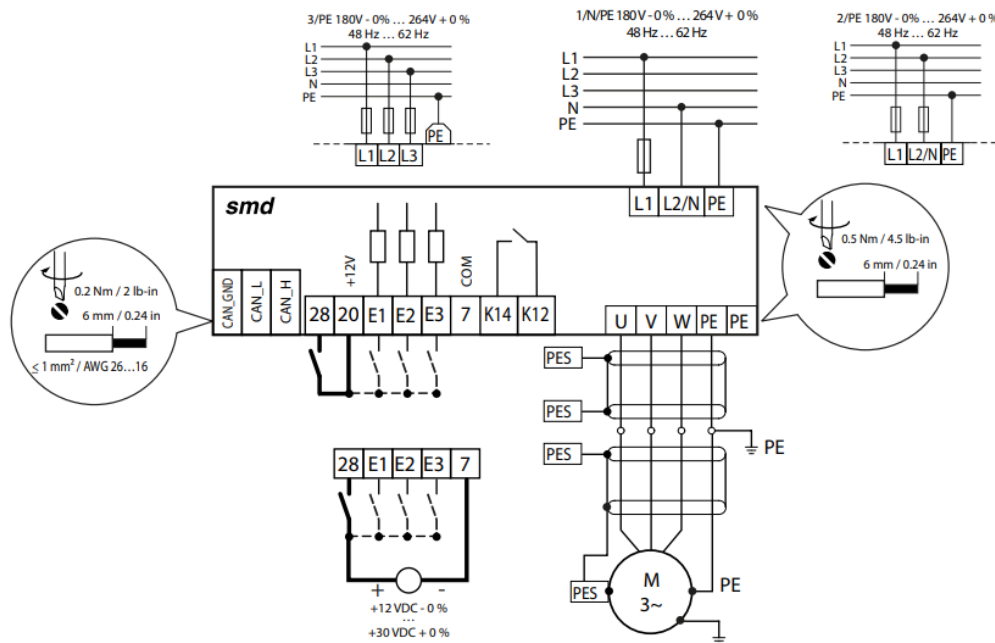 3/PE 180V - 0% ... 264V + 0 %
48 Hz ... 62 Hz
L1
L2
L3
N
PE
PE
L1 L2 L3
1/N/PE 180V - 0% ... 264V + 0 %
48 Hz ... 62 Hz
L1
L2
L3
N
PE
2/PE 180V - 0% ... 264V + 0 %
48 Hz ... 62 Hz
L1
L2
L3
N
PE
L1 L2/N PE
smd
L1 L2/N PE
0.2 Nm / 2 lb-in
6 mm / 0.24 in
≤ 1 mm² / AWG 26...16
0.5 Nm / 4.5 lb-in
6 mm / 0.24 in
CAN_GND
CAN_L
CAN_H
+12V
COM
28 20 E1 E2 E3 7 K14 K12
U V W PE PE
PES
PES
PE
PES
28 E1 E2 E3 7
+ -
+12 VDC - 0 %
...
+30 VDC + 0 %
PES
M
3~
PE